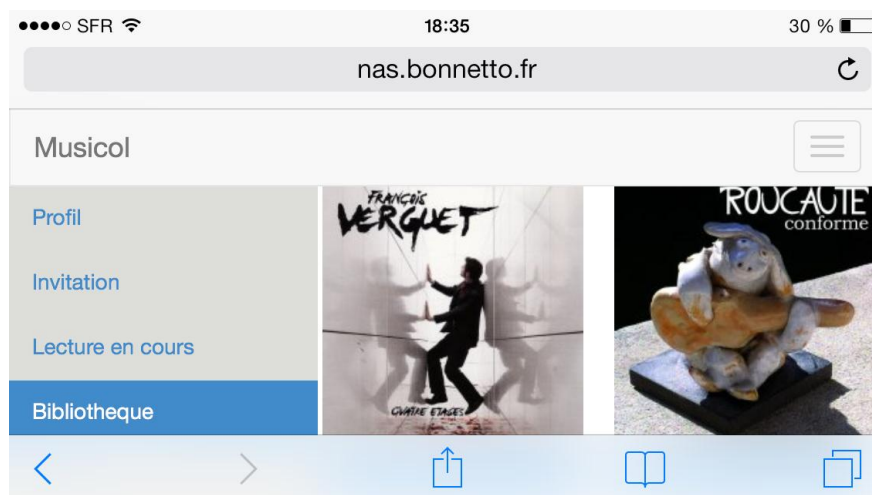 SFR 18:35 30 %
nas.bonnetto.fr
Musicol
Profil
Invitation
Lecture en cours
Bibliotheque
FRANÇOIS
VERGUET
QUATRE ETAGES
ROUCAUTE
conforme